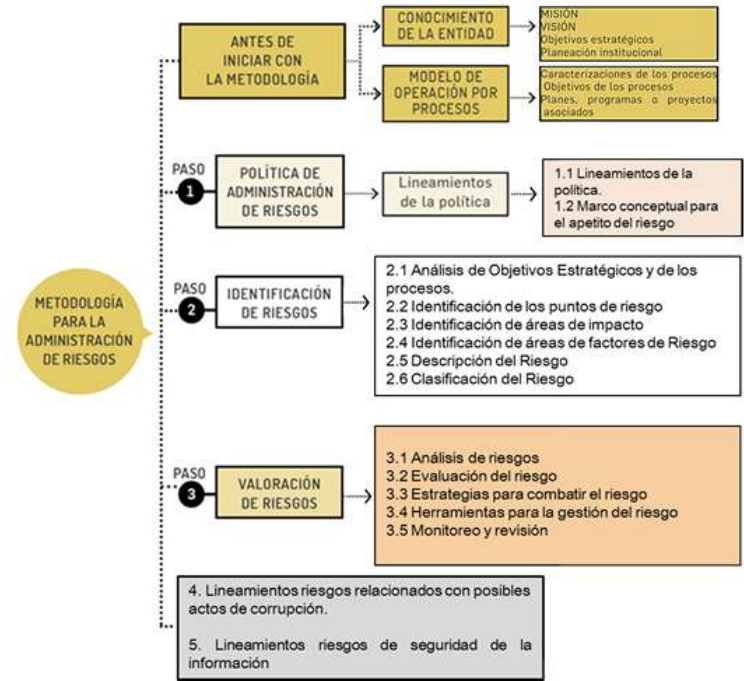 ANTES DE
INICIAR CON
LA METODOLOGÍA
CONOCIMIENTO
DE LA ENTIDAD
MISIÓN
VISIÓN
Objetivos estratégicos
Planeación institucional
MODELO DE
OPERACIÓN POR
PROCESOS
Caracterizaciones de los procesos
Objetivos de los procesos
Planes, programas o proyectos
asociados
PASO
1
POLÍTICA DE
ADMINISTRACIÓN
DE RIESGOS
Lineamientos
de la política
1.1 Lineamientos de la
política.
1.2 Marco conceptual para
el apetito del riesgo
METODOLOGÍA
PARA LA
ADMINISTRACIÓN
DE RIESGOS
PASO
2
IDENTIFICACIÓN
DE RIESGOS
2.1 Análisis de Objetivos Estratégicos y de los
procesos.
2.2 Identificación de los puntos de riesgo
2.3 Identificación de áreas de impacto
2.4 Identificación de áreas de factores de Riesgo
2.5 Descripción del Riesgo
2.6 Clasificación del Riesgo
PASO
3
VALORACIÓN
DE RIESGOS
3.1 Análisis de riesgos
3.2 Evaluación del riesgo
3.3 Estrategias para combatir el riesgo
3.4 Herramientas para la gestión del riesgo
3.5 Monitoreo y revisión
4. Lineamientos riesgos relacionados con posibles
actos de corrupción.
5. Lineamientos riesgos de seguridad de la
información